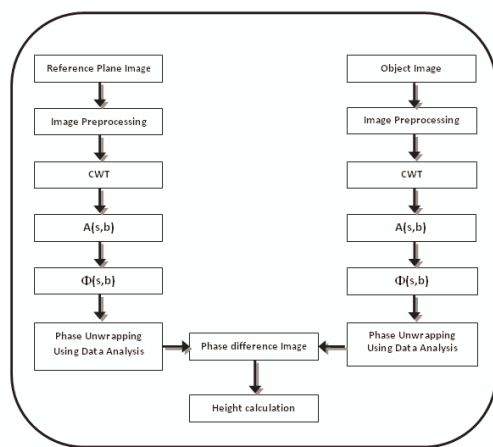 Reference Plane Image
Object Image
Image Preprocessing
Image Preprocessing
CWT
CWT
A(s,b)
A(s,b)
Φ(s,b)
Φ(s,b)
Phase Unwrapping
Using Data Analysis
Phase difference Image
Phase Unwrapping
Using Data Analysis
Height calculation